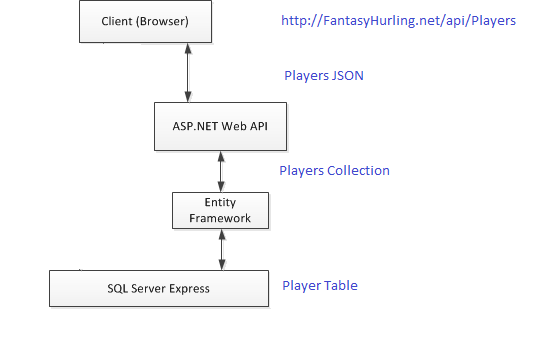 Client (Browser)
http://FantasyHurling.net/api/Players
Players JSON
ASP.NET Web API
Players Collection
Entity
Framework
SQL Server Express
Player Table